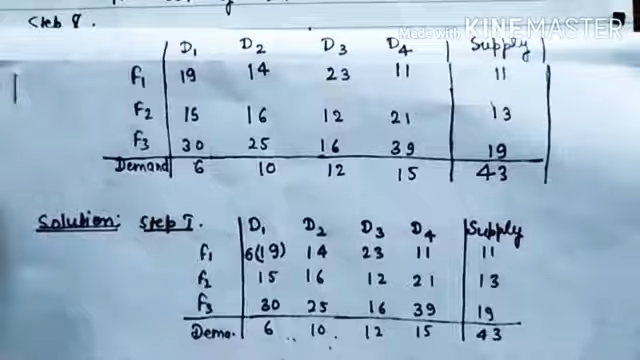 Made with KINEMASTER
Step 8.
D1 D2 D3 D4 Supply
F1 19 14 23 11 11
F2 15 16 12 21 13
F3 30 25 16 39 19
Demand 6 10 12 15 43
Solution: Step I.
D1 D2 D3 D4 Supply
F1 6(19) 14 23 11 11
F2 15 16 12 21 13
F3 30 25 16 39 19
Dema. 6 10 12 15 43